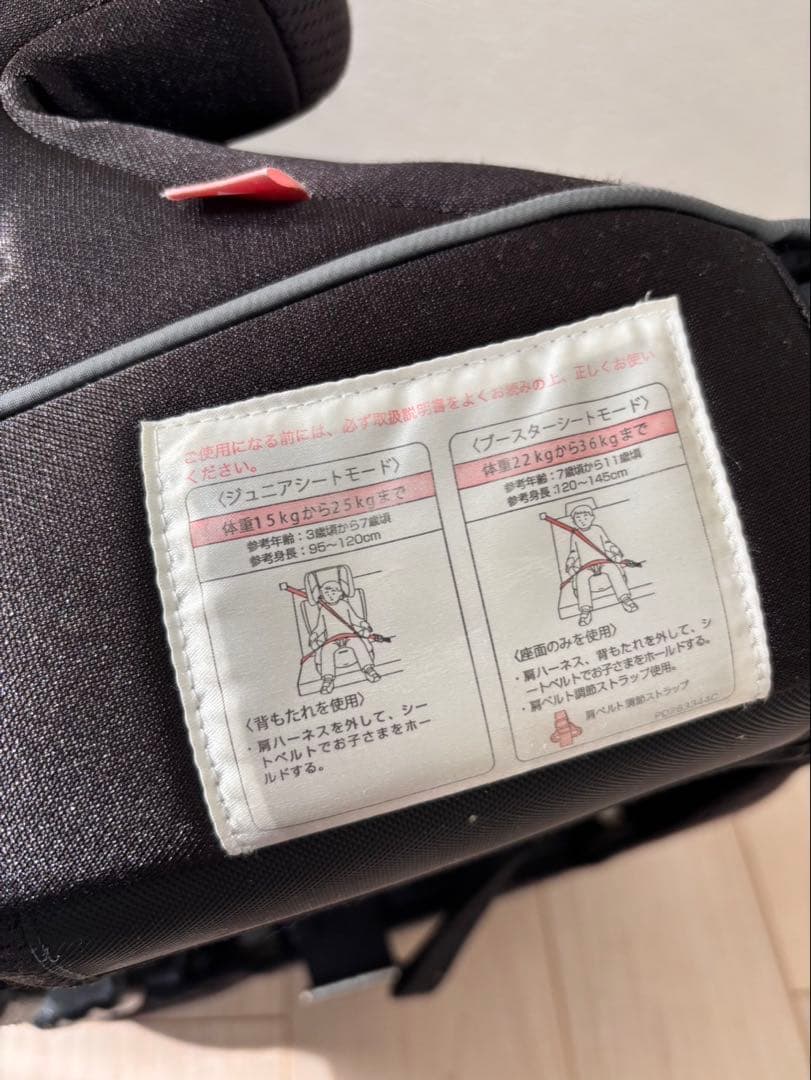 ご使用になる前には、必ず取扱説明書をよくお読みの上、正しくお使い
ください。
〈ジュニアシートモード〉
体重15kgから25kgまで
参考年齢：3歳頃から7歳頃
参考身長：95～120cm
〈背もたれを使用〉
・肩ハーネスを外して、シー
トベルトでお子さまをホー
ルドする。
〈ブースターシートモード〉
体重22kgから36kgまで
参考年齢：7歳頃から11歳頃
参考身長：120～145cm
〈座面のみを使用〉
・肩ハーネス、背もたれを外して、シ
ートベルトでお子さまをホールドする。
・肩ベルト調節ストラップ使用。
肩ベルト調節ストラップ